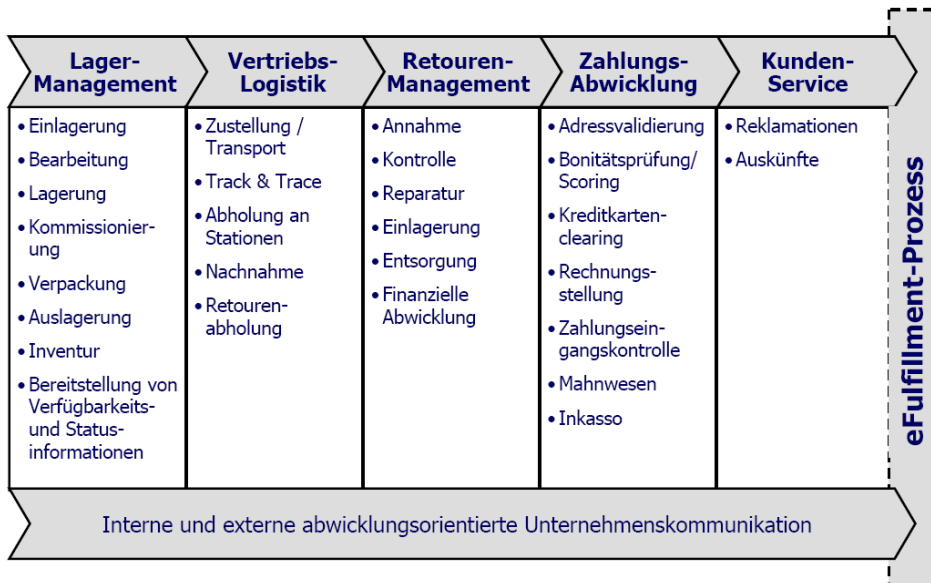 Lager-
Management
Vertriebs-
Logistik
Retouren-
Management
Zahlungs-
Abwicklung
Kunden-
Service
• Einlagerung
• Bearbeitung
• Lagerung
• Kommissionier-
ung
• Verpackung
• Auslagerung
• Inventur
• Bereitstellung von
Verfügbarkeits-
und Status-
informationen
• Zustellung /
Transport
• Track & Trace
• Abholung an
Stationen
• Nachnahme
• Retouren-
abholung
• Annahme
• Kontrolle
• Reparatur
• Einlagerung
• Entsorgung
• Finanzielle
Abwicklung
• Adressvalidierung
• Bonitätsprüfung/
Scoring
• Kreditkarten-
clearing
• Rechnungs-
stellung
• Zahlungsein-
gangskontrolle
• Mahnwesen
• Inkasso
• Reklamationen
• Auskünfte
eFulfillment-Prozess
Interne und externe abwicklungsorientierte Unternehmenskommunikation